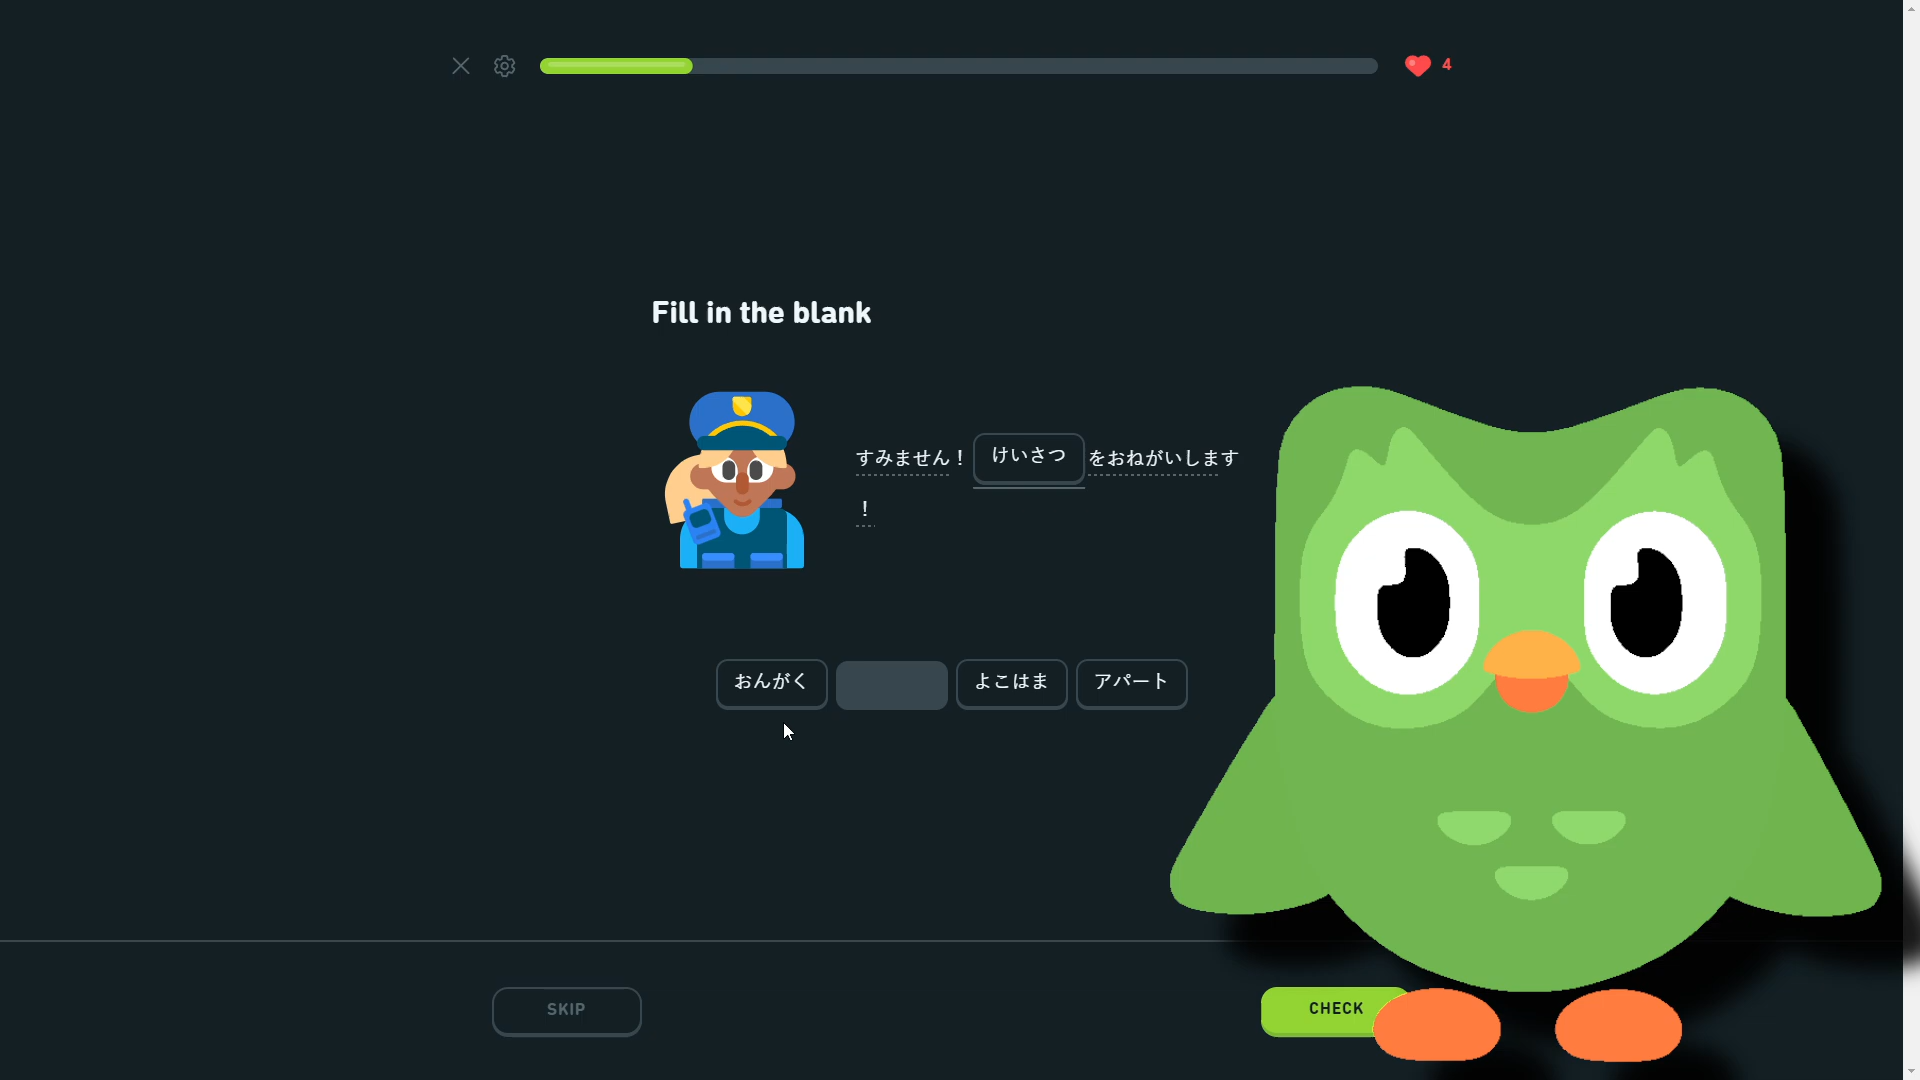 4
Fill in the blank
すみません！ けいさつ をおねがいします
！
おんがく よこはま アパート
SKIP CHECK